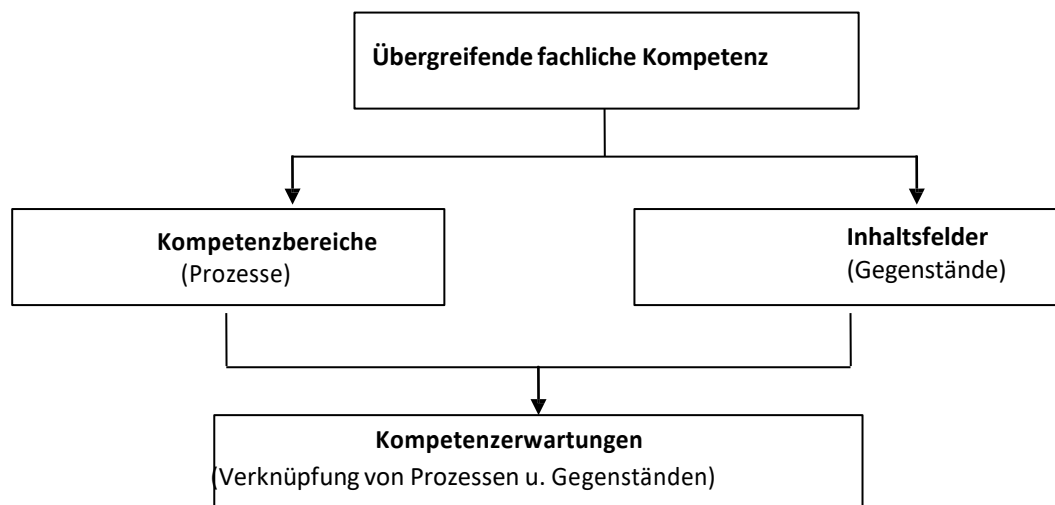 Übergreifende fachliche Kompetenz
Kompetenzbereiche
(Prozesse)
Inhaltsfelder
(Gegenstände)
Kompetenzerwartungen
(Verknüpfung von Prozessen u. Gegenständen)